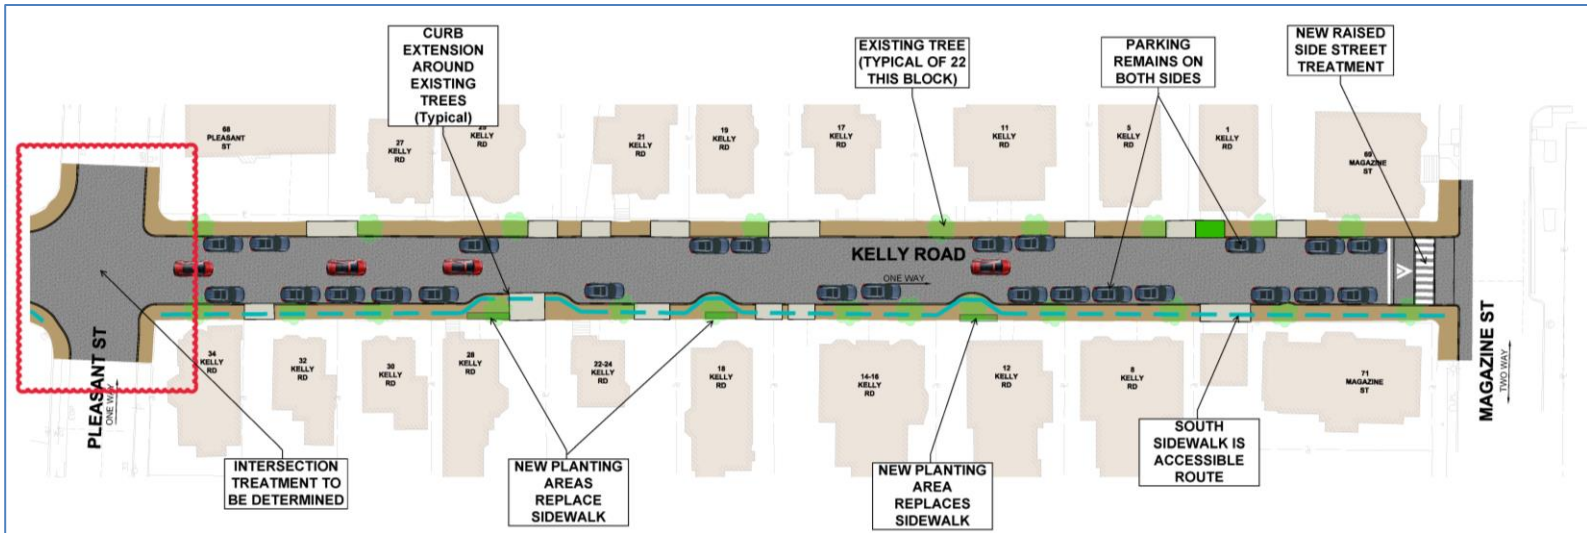 CURB
EXTENSION
AROUND
EXISTING
TREES
(Typical)
EXISTING TREE
(TYPICAL OF 22
THIS BLOCK)
PARKING
REMAINS ON
BOTH SIDES
NEW RAISED
SIDE STREET
TREATMENT
68
PLEASANT
ST
27
KELLY
RD
25
KELLY
RD
21
KELLY
RD
19
KELLY
RD
17
KELLY
RD
11
KELLY
RD
5
KELLY
RD
1
KELLY
RD
69
MAGAZINE
ST
KELLY ROAD
ONE WAY
PLEASANT ST
ONE WAY
MAGAZINE ST
TWO WAY
34
KELLY
RD
32
KELLY
RD
30
KELLY
RD
28
KELLY
RD
22-24
KELLY
RD
18
KELLY
RD
14-16
KELLY
RD
12
KELLY
RD
8
KELLY
RD
71
MAGAZINE
ST
INTERSECTION
TREATMENT TO
BE DETERMINED
NEW PLANTING
AREAS
REPLACE
SIDEWALK
NEW PLANTING
AREA
REPLACES
SIDEWALK
SOUTH
SIDEWALK IS
ACCESSIBLE
ROUTE